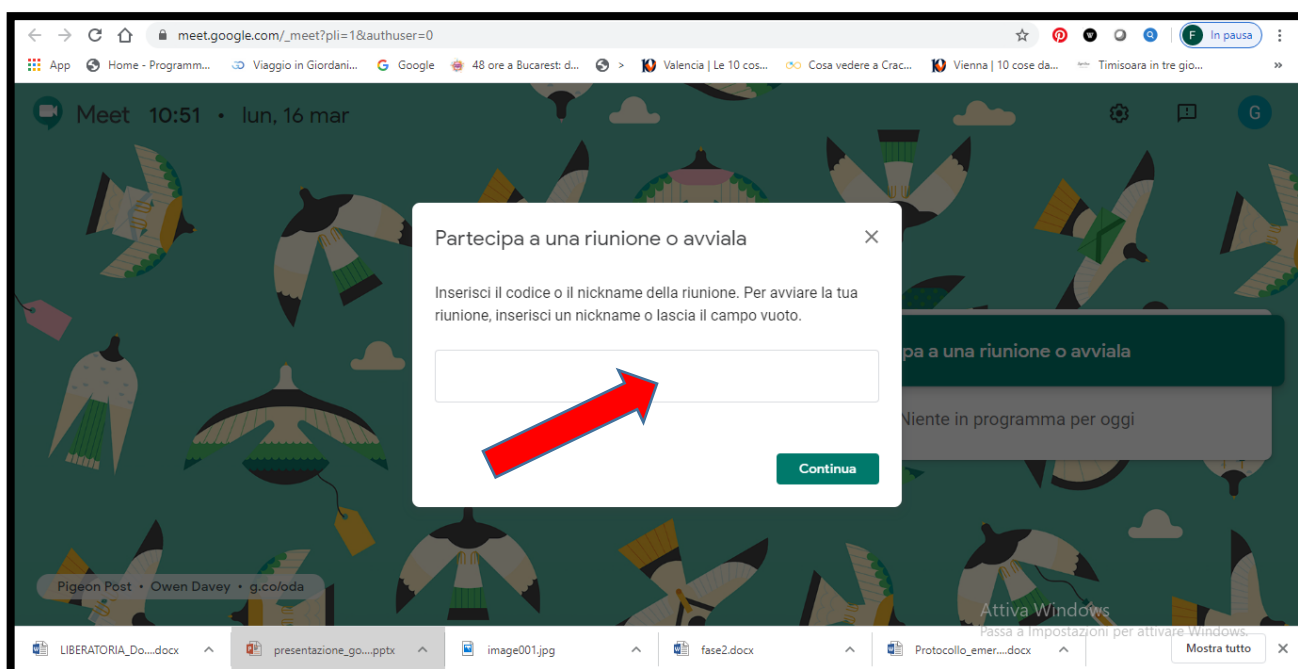 meet.google.com/_meet?pli=1&authuser=0
F In pausa
App Home - Programm... Viaggio in Giordani... G Google 48 ore a Bucarest: d... > Valencia | Le 10 cos... Cosa vedere a Crac... Vienna | 10 cose da... Timisoara in tre gio... »
Meet 10:51 • lun, 16 mar
G
Partecipa a una riunione o avviala
Inserisci il codice o il nickname della riunione. Per avviare la tua
riunione, inserisci un nickname o lascia il campo vuoto.
pa a una riunione o avviala
Niente in programma per oggi
Continua
Pigeon Post • Owen Davey • g.co/oda
Attiva Windows
Passa a Impostazioni per attivare Windows.
LIBERATORIA_Do....docx presentazione_go....pptx image001.jpg fase2.docx Protocollo_emer....docx Mostra tutto